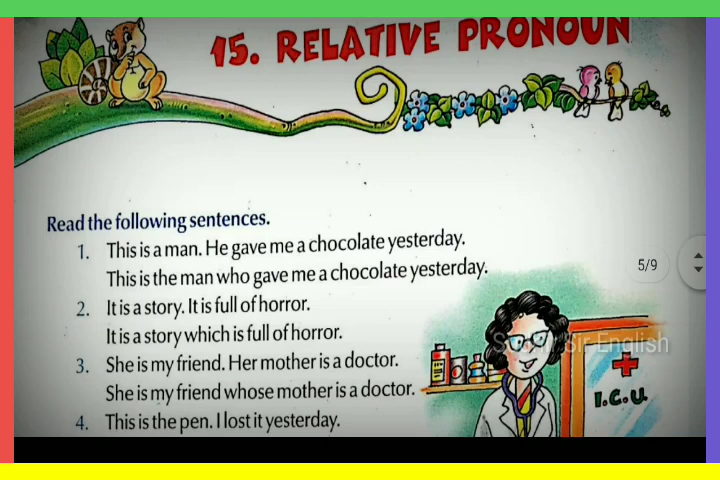 15. RELATIVE PRONOUN
Read the following sentences.
1. This is a man. He gave me a chocolate yesterday.
This is the man who gave me a chocolate yesterday.
5/9
2. It is a story. It is full of horror.
It is a story which is full of horror.
Sir English
3. She is my friend. Her mother is a doctor.
She is my friend whose mother is a doctor.
I.C.U.
4. This is the pen. I lost it yesterday.